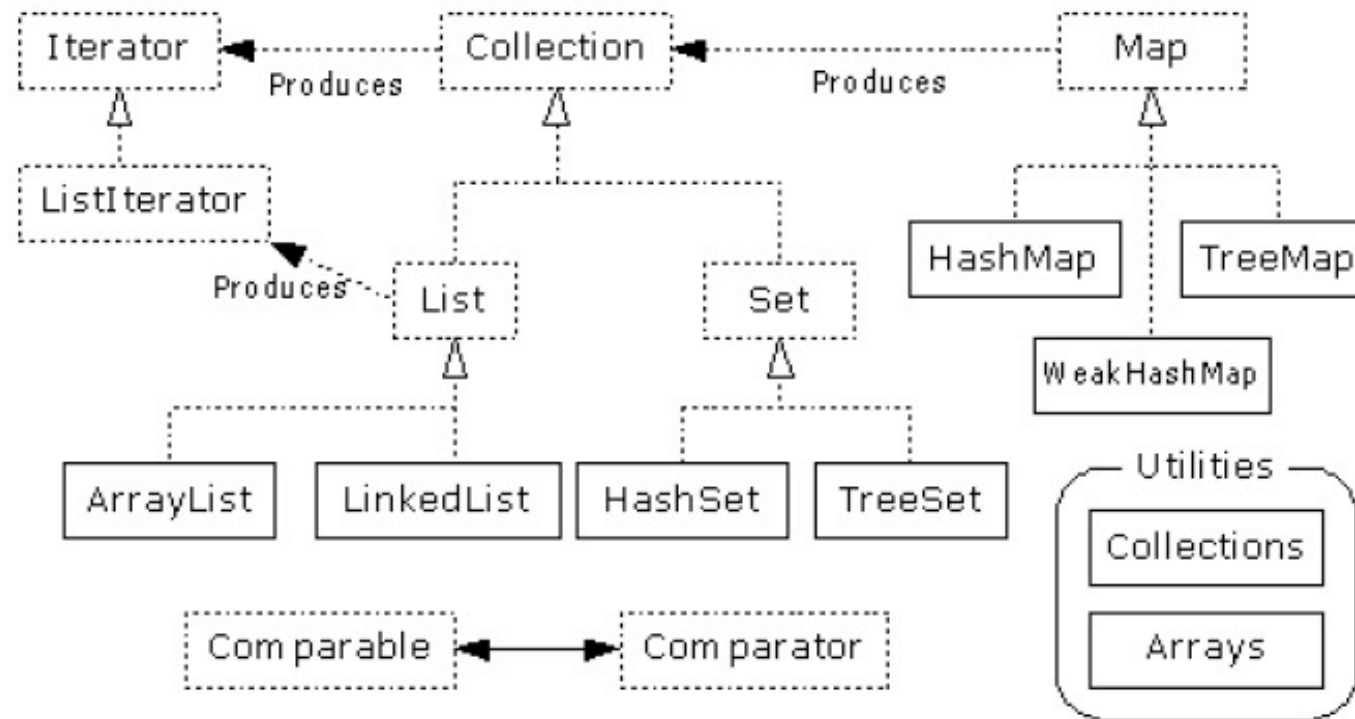 Iterator
Collection
Map
Produces
Produces
ListIterator
HashMap
TreeMap
Produces
List
Set
WeakHashMap
ArrayList
LinkedList
HashSet
TreeSet
Utilities
Collections
Arrays
Comparable
Comparator